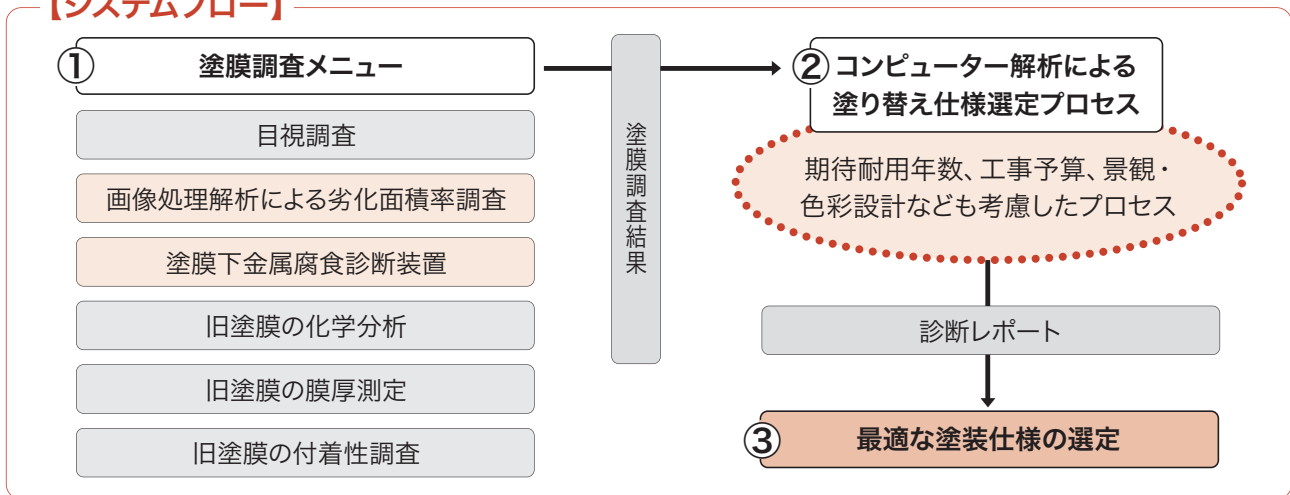 【システムフロー】
① 塗膜調査メニュー
目視調査
画像処理解析による劣化面積率調査
塗膜下金属腐食診断装置
旧塗膜の化学分析
旧塗膜の膜厚測定
旧塗膜の付着性調査
塗膜調査結果
② コンピューター解析による
塗り替え仕様選定プロセス
期待耐用年数、工事予算、景観・
色彩設計なども考慮したプロセス
診断レポート
③ 最適な塗装仕様の選定